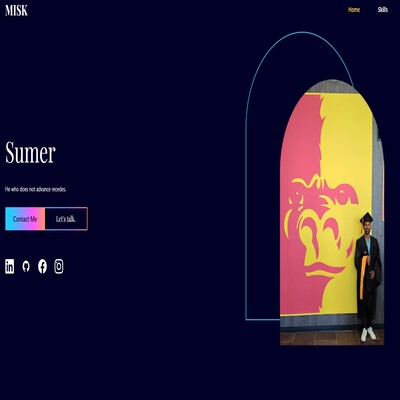 MISK
Home Skills
Sumer
He who does not advance recedes.
Contact Me Let's talk.